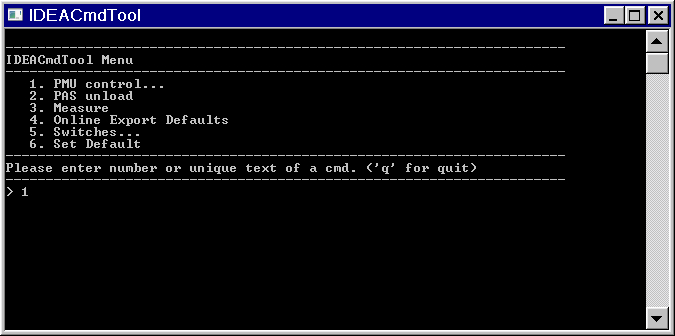 IDEACmdTool
IDEACmdTool Menu
1. PMU control...
2. PAS unload
3. Measure
4. Online Export Defaults
5. Switches...
6. Set Default
Please enter number or unique text of a cmd. ('q' for quit)
> 1